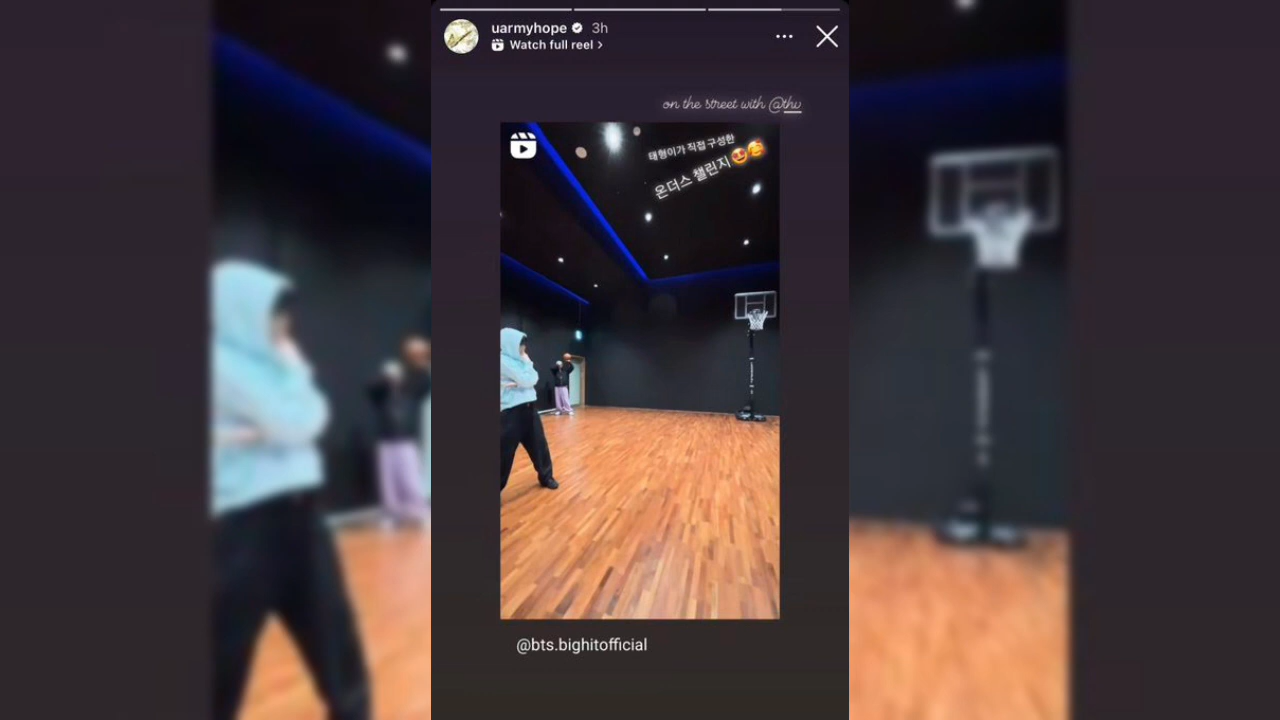 uarmyhope 3h
Watch full reel >
on the street with @thv
태형이가 직접 구성한
온더스 챌린지🤩🥰
@bts.bighitofficial